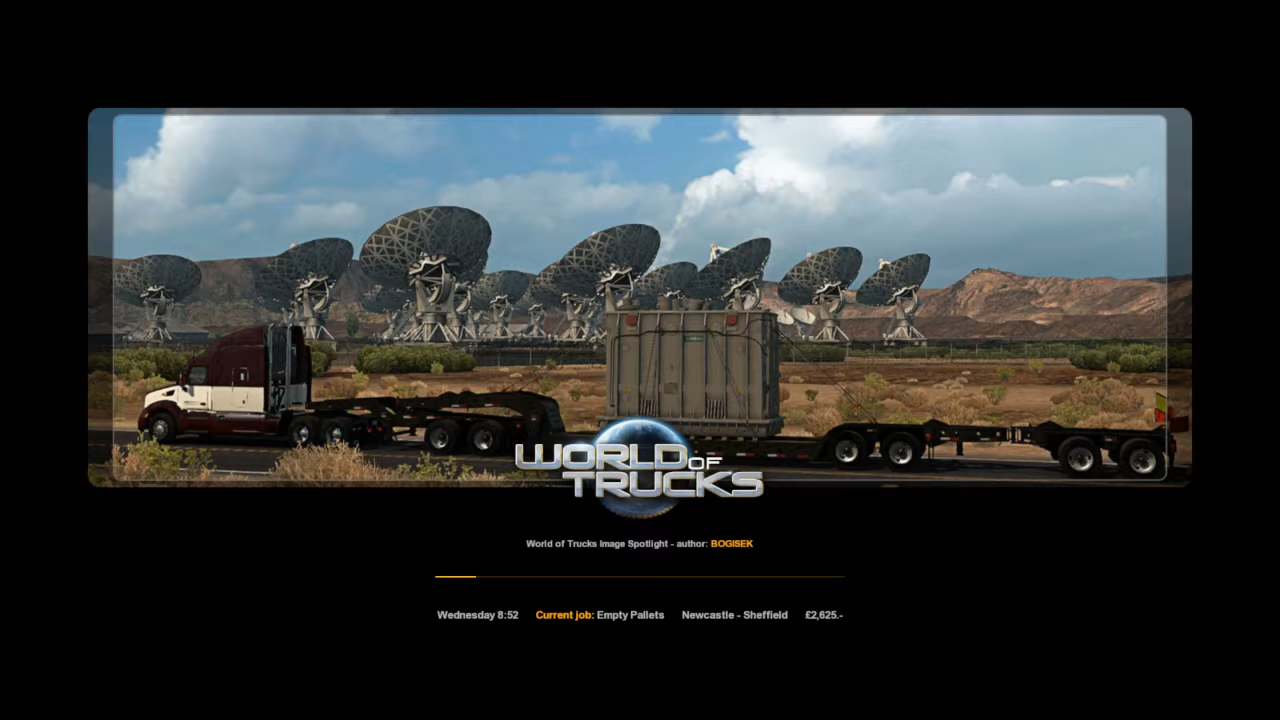 WORLD OF
TRUCKS
World of Trucks Image Spotlight - author: BOGISEK
Wednesday 8:52 Current job: Empty Pallets Newcastle - Sheffield £2,625.-